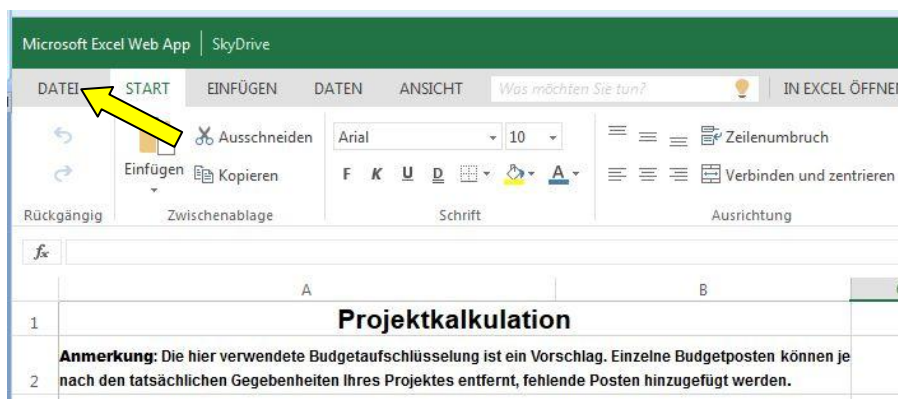 Microsoft Excel Web App | SkyDrive
DATEI START EINFÜGEN DATEN ANSICHT Was möchten Sie tun? IN EXCEL ÖFFNEN
Ausschneiden Arial 10 Zeilenumbruch
Einfügen Kopieren F K U D A Verbinden und zentrieren
Rückgängig Zwischenablage Schrift Ausrichtung
fx
A B
1 Projektkalkulation
Anmerkung: Die hier verwendete Budgetaufschlüsselung ist ein Vorschlag. Einzelne Budgetposten können je
2 nach den tatsächlichen Gegebenheiten Ihres Projektes entfernt, fehlende Posten hinzugefügt werden.